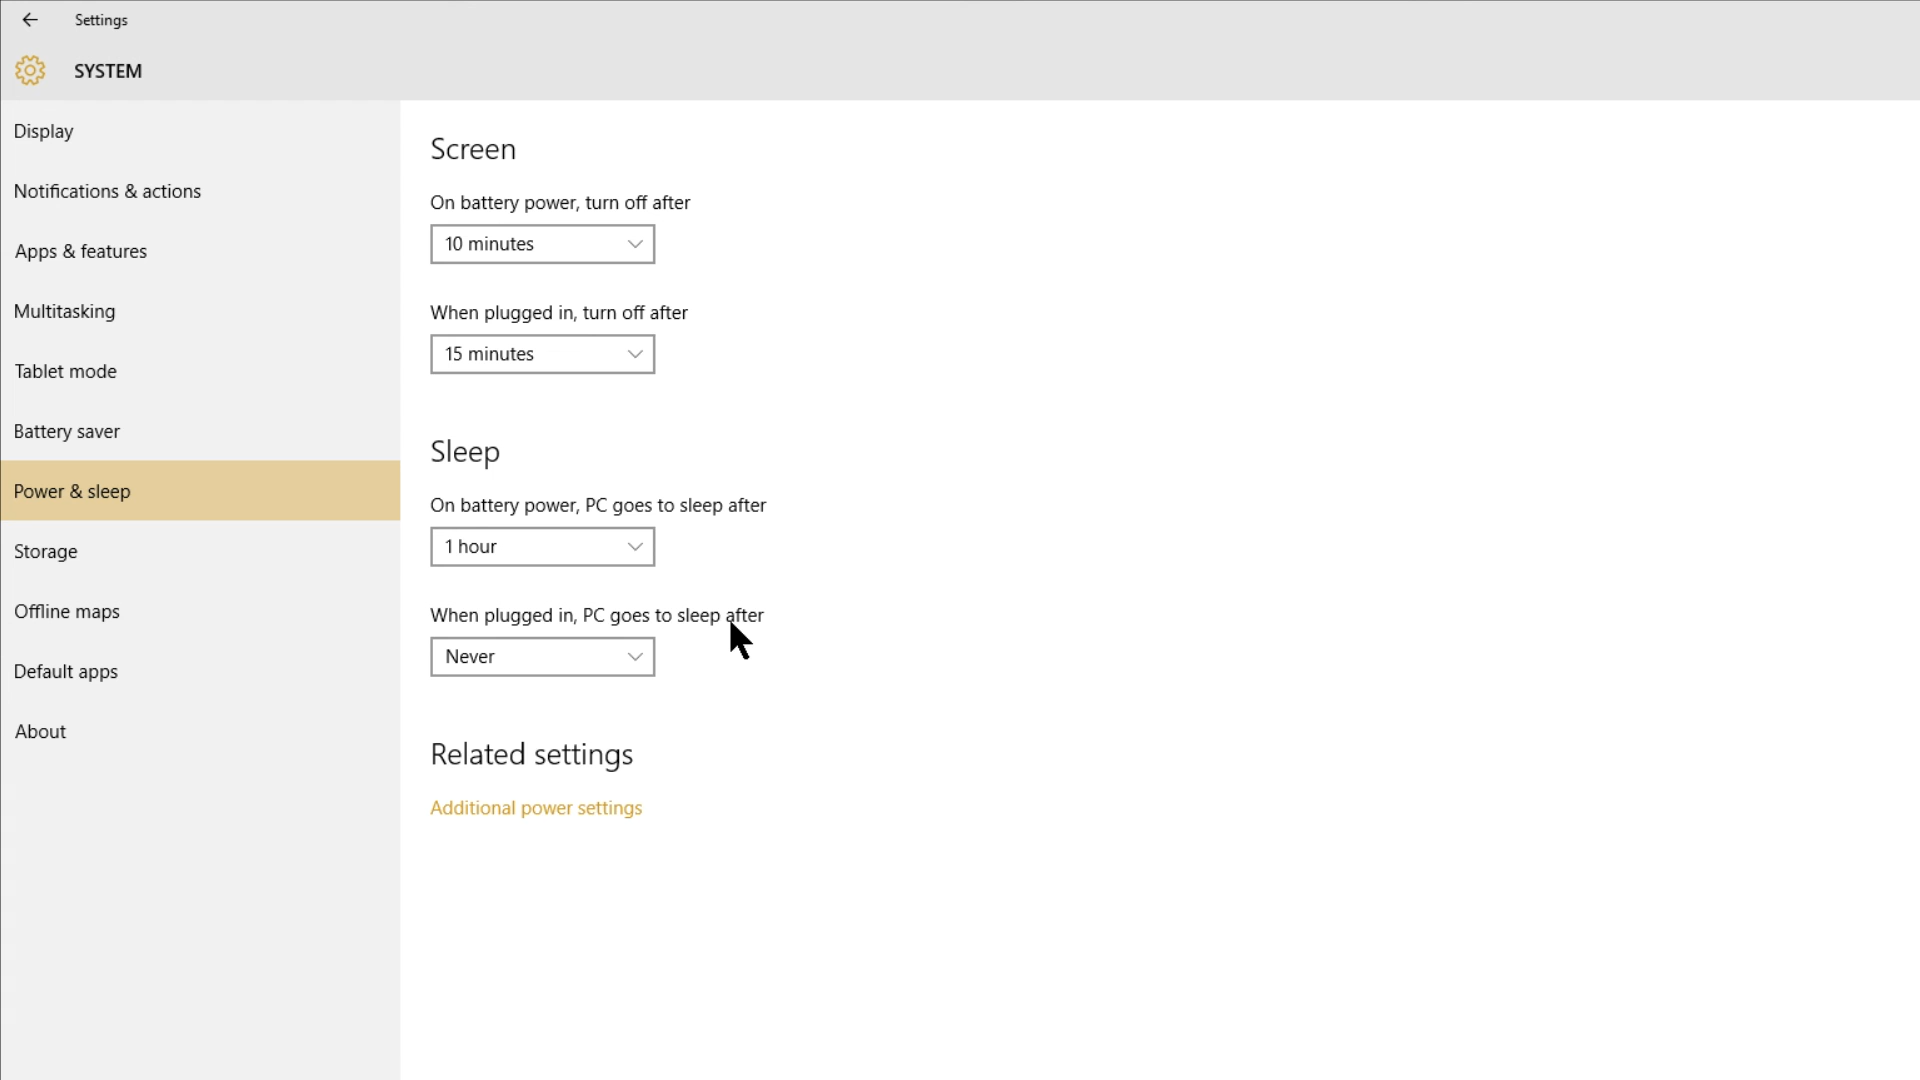 Settings
SYSTEM
Display
Notifications & actions
Apps & features
Multitasking
Tablet mode
Battery saver
Power & sleep
Storage
Offline maps
Default apps
About
Screen
On battery power, turn off after
10 minutes
When plugged in, turn off after
15 minutes
Sleep
On battery power, PC goes to sleep after
1 hour
When plugged in, PC goes to sleep after
Never
Related settings
Additional power settings